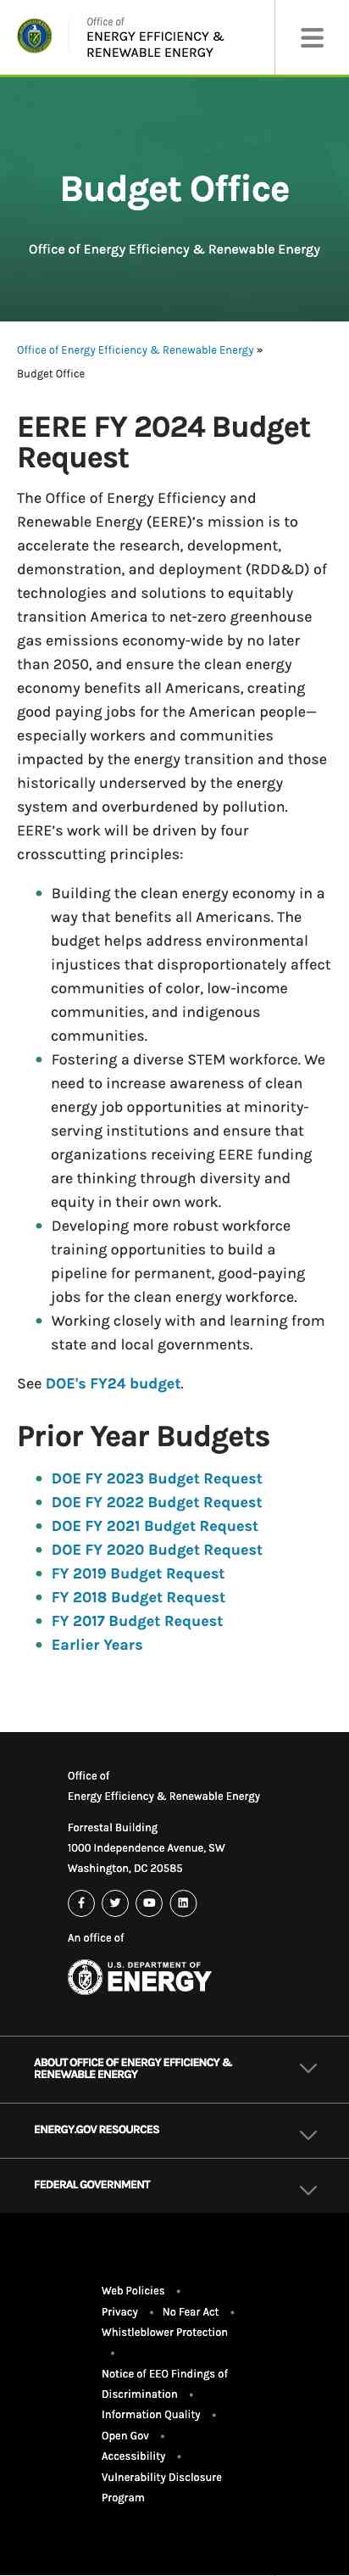 Office of
ENERGY EFFICIENCY &
RENEWABLE ENERGY
Budget Office
Office of Energy Efficiency & Renewable Energy
Office of Energy Efficiency & Renewable Energy »
Budget Office
EERE FY 2024 Budget
Request
The Office of Energy Efficiency and
Renewable Energy (EERE)’s mission is to
accelerate the research, development,
demonstration, and deployment (RDD&D) of
technologies and solutions to equitably
transition America to net-zero greenhouse
gas emissions economy-wide by no later
than 2050, and ensure the clean energy
economy benefits all Americans, creating
good paying jobs for the American people—
especially workers and communities
impacted by the energy transition and those
historically underserved by the energy
system and overburdened by pollution.
EERE’s work will be driven by four
crosscutting principles:
Building the clean energy economy in a
way that benefits all Americans. The
budget helps address environmental
injustices that disproportionately affect
communities of color, low-income
communities, and indigenous
communities.
Fostering a diverse STEM workforce. We
need to increase awareness of clean
energy job opportunities at minority-
serving institutions and ensure that
organizations receiving EERE funding
are thinking through diversity and
equity in their own work.
Developing more robust workforce
training opportunities to build a
pipeline for permanent, good-paying
jobs for the clean energy workforce.
Working closely with and learning from
state and local governments.
See DOE's FY24 budget.
Prior Year Budgets
DOE FY 2023 Budget Request
DOE FY 2022 Budget Request
DOE FY 2021 Budget Request
DOE FY 2020 Budget Request
FY 2019 Budget Request
FY 2018 Budget Request
FY 2017 Budget Request
Earlier Years
Office of
Energy Efficiency & Renewable Energy
Forrestal Building
1000 Independence Avenue, SW
Washington, DC 20585
An office of
U.S. DEPARTMENT OF
ENERGY
ABOUT OFFICE OF ENERGY EFFICIENCY &
RENEWABLE ENERGY
ENERGY.GOV RESOURCES
FEDERAL GOVERNMENT
Web Policies •
Privacy • No Fear Act •
Whistleblower Protection
•
Notice of EEO Findings of
Discrimination •
Information Quality •
Open Gov •
Accessibility •
Vulnerability Disclosure
Program